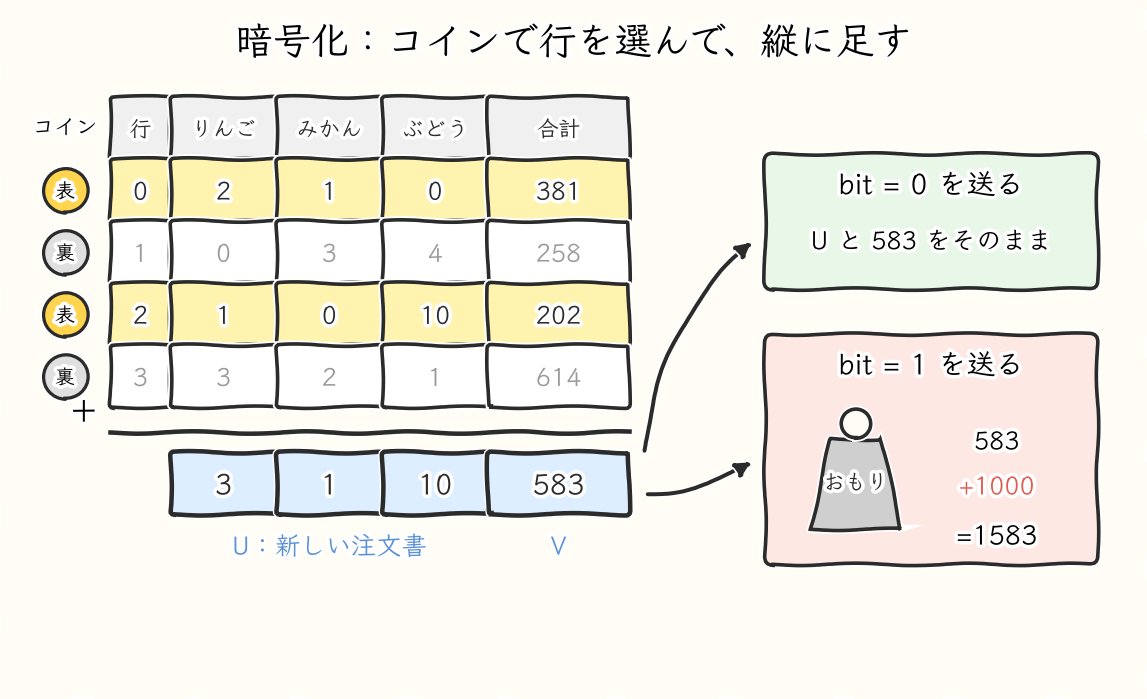 暗号化：コインで行を選んで、縦に足す
コイン 行 りんご みかん ぶどう 合計
表 0 2 1 0 381
裏 1 0 3 4 258
表 2 1 0 10 202
裏 3 3 2 1 614
+
3 1 10 583
U：新しい注文書 V
bit = 0 を送る
U と 583 をそのまま
bit = 1 を送る
おもり
583
+1000
=1583